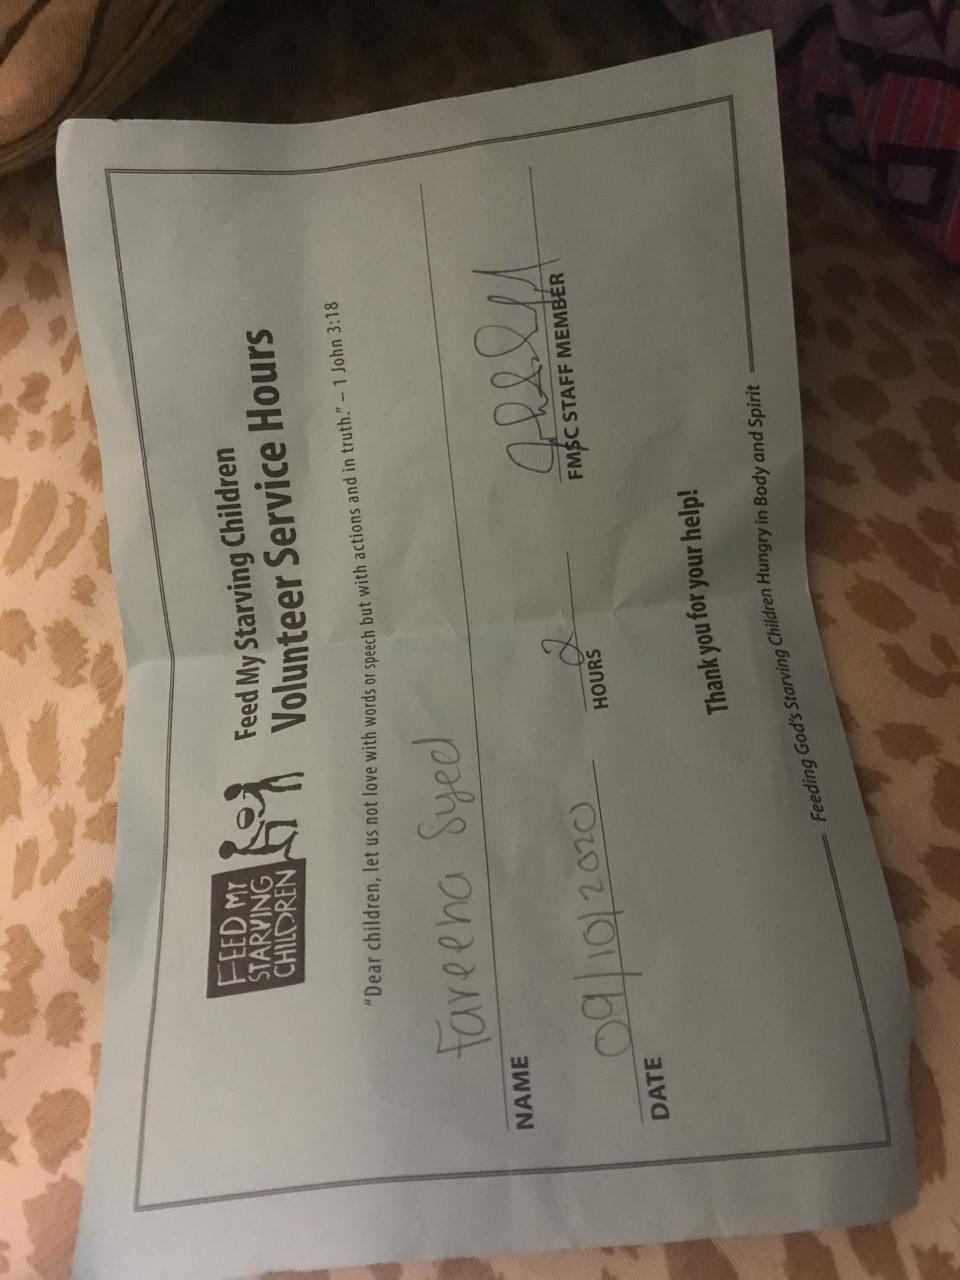 FEED MY
STARVING
CHILDREN
Feed My Starving Children
Volunteer Service Hours
"Dear children, let us not love with words or speech but with actions and in truth." – 1 John 3:18
NAME Fareeha Syed
DATE 09/10/2020 HOURS 2 FMSC STAFF MEMBER
Thank you for your help!
Feeding God's Starving Children Hungry in Body and Spirit